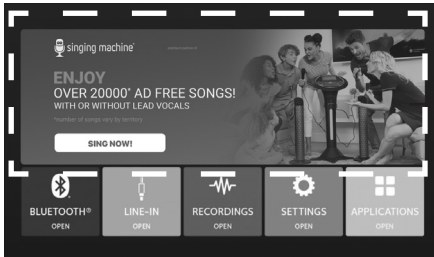 singing machine®
ENJOY
OVER 20000* AD FREE SONGS!
WITH OR WITHOUT LEAD VOCALS
*number of songs vary by territory
SING NOW!
BLUETOOTH® LINE-IN RECORDINGS SETTINGS APPLICATIONS
OPEN OPEN OPEN OPEN OPEN